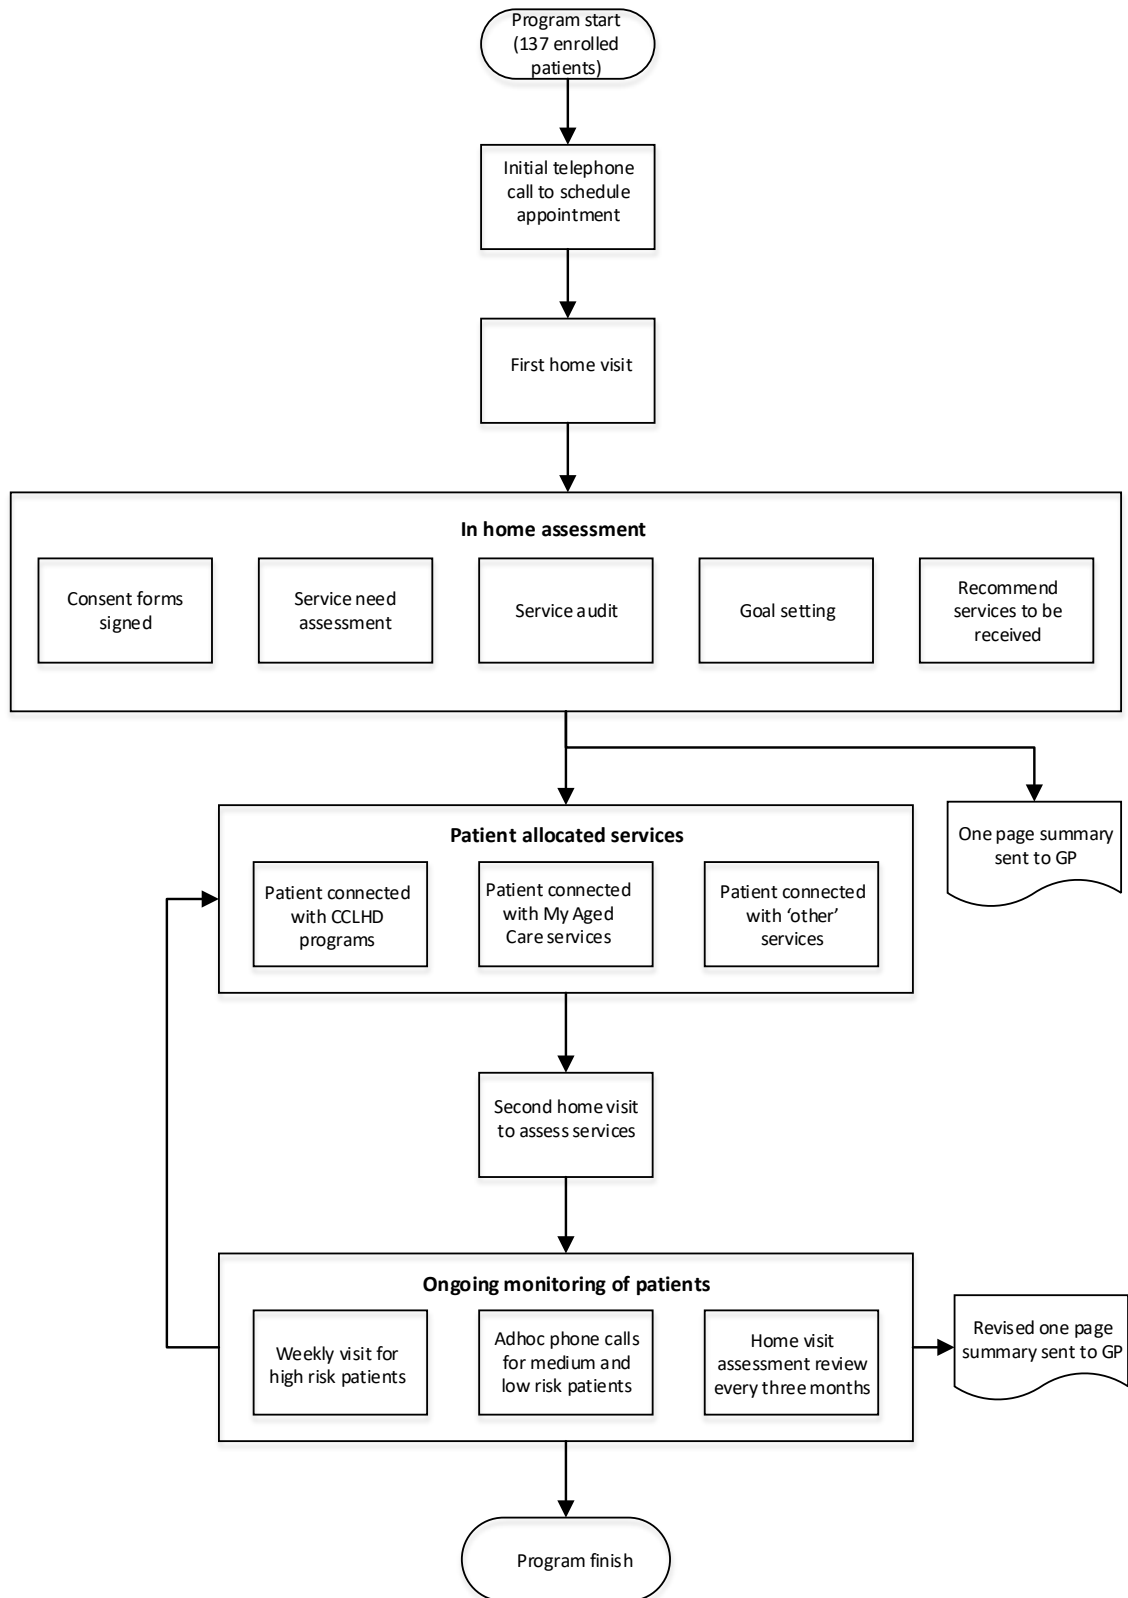 Program start
(137 enrolled
patients)
Initial telephone
call to schedule
appointment
First home visit
In home assessment
Consent forms
signed
Service need
assessment
Service audit
Goal setting
Recommend
services to be
received
One page summary
sent to GP
Patient allocated services
Patient connected
with CCLHD
programs
Patient connected
with My Aged
Care services
Patient connected
with ‘other’
services
Second home visit
to assess services
Ongoing monitoring of patients
Weekly visit for
high risk patients
Adhoc phone calls
for medium and
low risk patients
Home visit
assessment review
every three months
Revised one page
summary sent to GP
Program finish